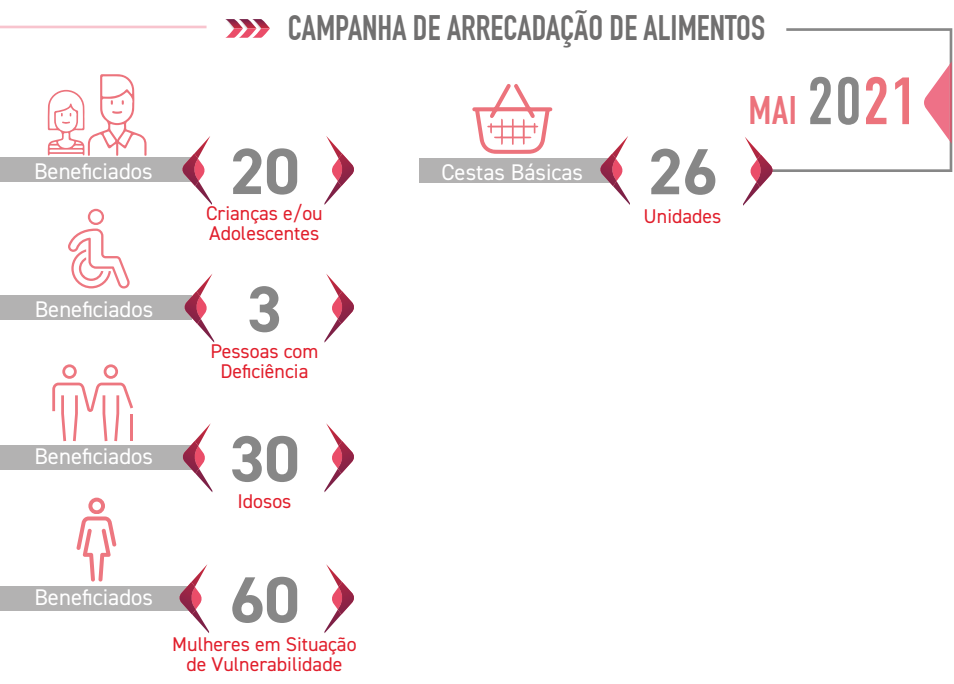 CAMPANHA DE ARRECADAÇÃO DE ALIMENTOS
MAI 2021
Beneficiados
20
Crianças e/ou
Adolescentes
Cestas Básicas
26
Unidades
Beneficiados
3
Pessoas com
Deficiência
Beneficiados
30
Idosos
Beneficiados
60
Mulheres em Situação
de Vulnerabilidade